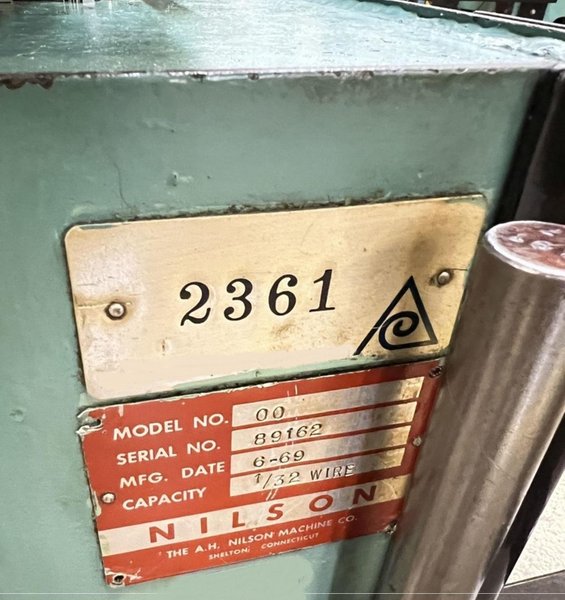 2361
MODEL NO. 00
SERIAL NO. 89162
MFG. DATE 6-69
CAPACITY 1/32 WIRE
NILSON
THE A.H. NILSON MACHINE CO.
SHELTON, CONNECTICUT